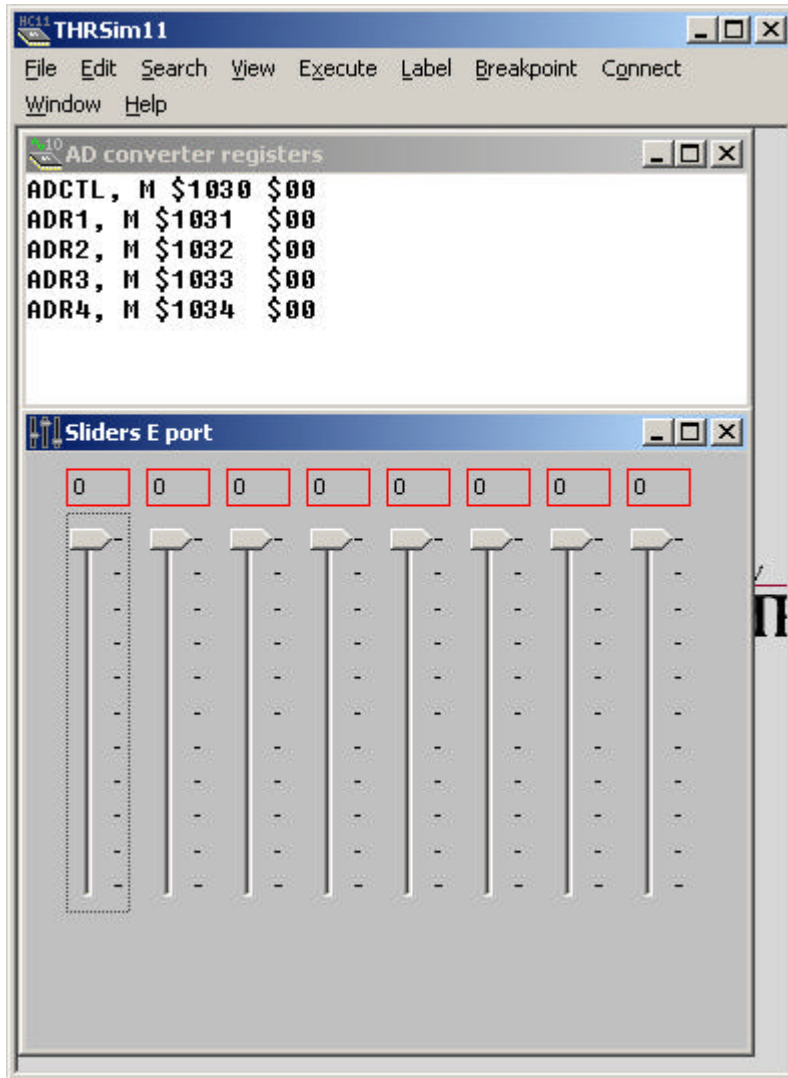 HC11
THRSim11
File Edit Search View Execute Label Breakpoint Connect
Window Help
10
AD converter registers
ADCTL, M $1030 $00
ADR1, M $1031 $00
ADR2, M $1032 $00
ADR3, M $1033 $00
ADR4, M $1034 $00
Sliders E port
0 0 0 0 0 0 0 0